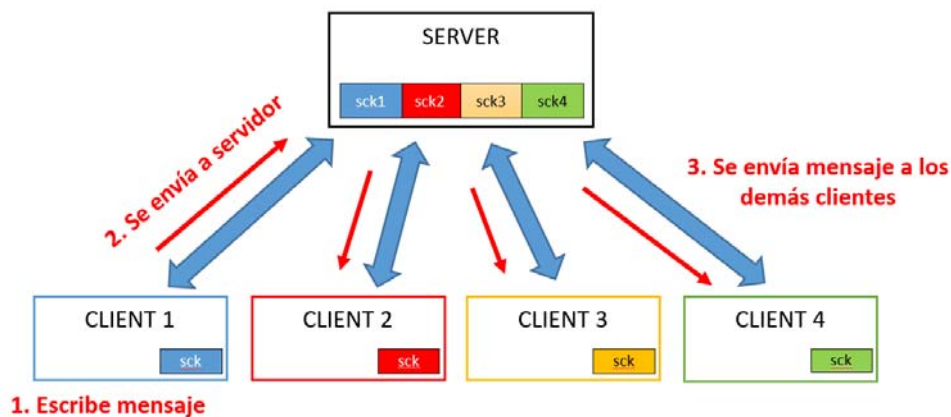 SERVER
sck1 sck2 sck3 sck4
2. Se envía a servidor
3. Se envía mensaje a los
demás clientes
CLIENT 1
sck
CLIENT 2
sck
CLIENT 3
sck
CLIENT 4
sck
1. Escribe mensaje